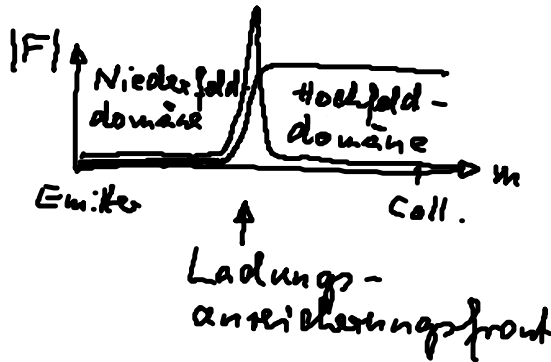 |F|
Niederfeld-
domäne
Hochfeld-
domäne
m
Emitter
Coll.
Ladungs-
anreicherungsfront